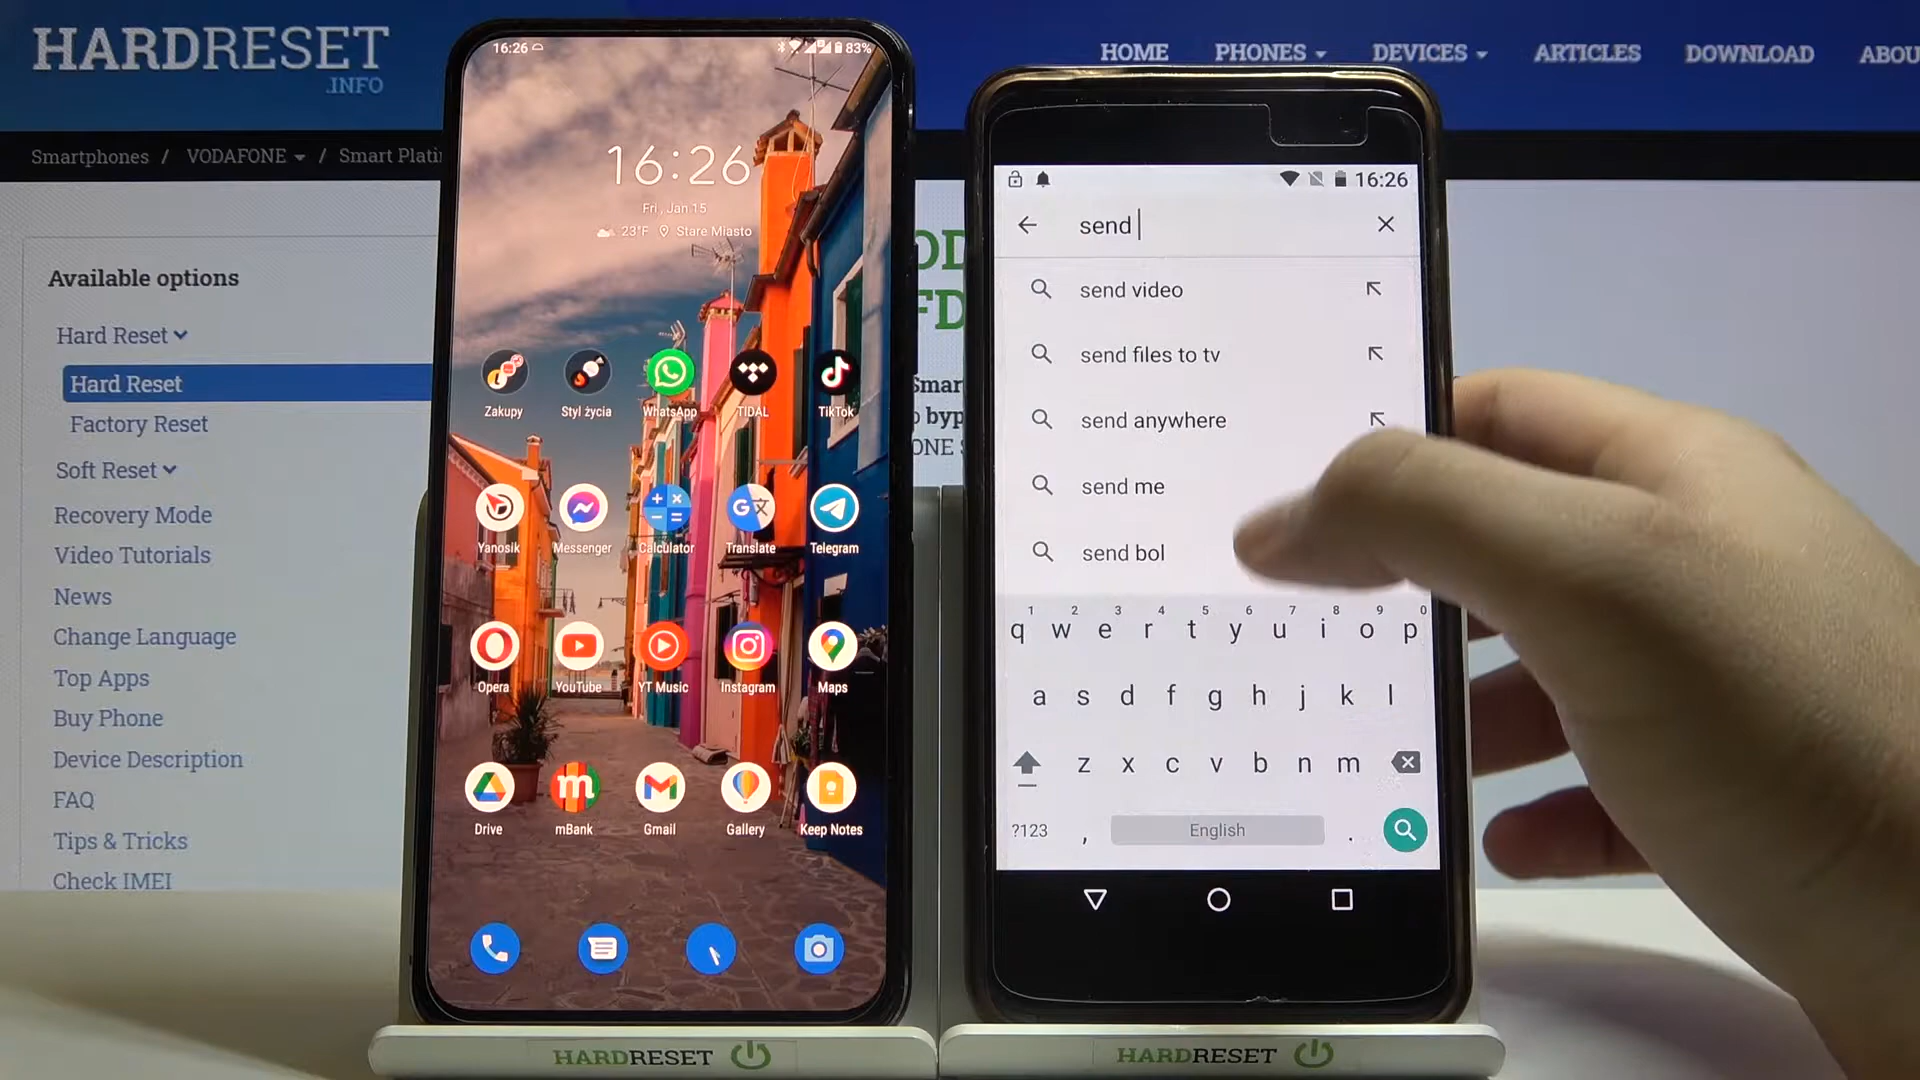 HARDRESET
.INFO
HOME PHONES DEVICES ARTICLES DOWNLOAD ABOU
Smartphones / VODAFONE / Smart Plati
Available options
Hard Reset
Hard Reset
Factory Reset
Soft Reset
Recovery Mode
Video Tutorials
News
Change Language
Top Apps
Buy Phone
Device Description
FAQ
Tips & Tricks
Check IMEI
16:26
83%
16:26
Fri, Jan 15
23°F Stare Miasto
Zakupy Styl życia WhatsApp TIDAL TikTok
Yanosik Messenger Calculator Translate Telegram
Opera YouTube YT Music Instagram Maps
Drive mBank Gmail Gallery Keep Notes
16:26
send
send video
send files to tv
send anywhere
send me
send bol
1 2 3 4 5 6 7 8 9 0
q w e r t y u i o p
a s d f g h j k l
z x c v b n m
?123 , English .
HARDRESET
HARDRESET